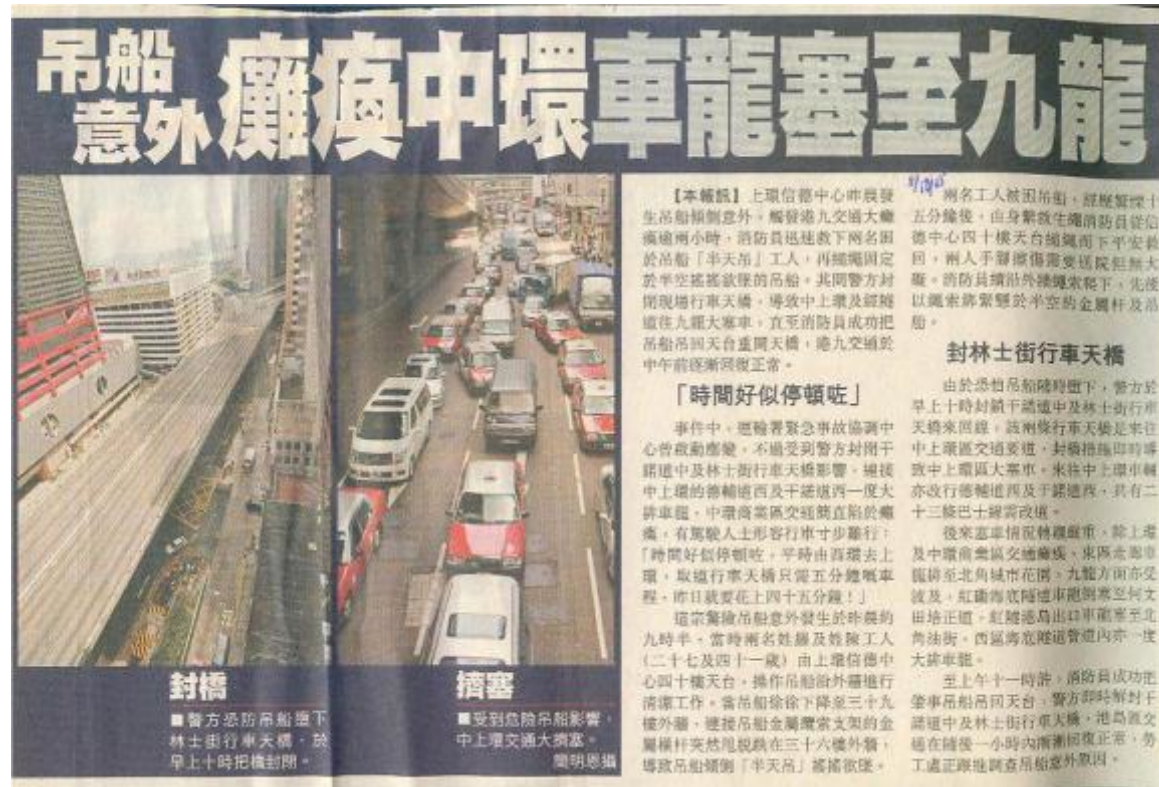 吊船
意外
癱瘓中環車龍塞至九龍
【本報訊】上環信德中心昨晨發
生吊船傾側意外，觸發港九交通大癱
瘓逾兩小時，消防員迅速救下兩名困
於吊船「半天吊」工人，再繩固定
於半空搖搖欲墜的吊船。其間警方封
閉現場行車天橋，導致中上環及經隧
道往九龍大塞車，直至消防員成功把
吊船吊回天台重開天橋，港九交通於
中午前逐漸回復正常。
「時間好似停頓咗」
事件中，運輸署緊急事故協調中
心曾啟動應變，不過受到警方封閉干
諾道中及林士街行車天橋影響，連接
中上環的德輔道西及干諾道西一度大
排車龍，中環商業區交通簡直陷於癱
瘓，有駕駛人士形容行車寸步難行：
「時間好似停頓咗，平時由西環去上
環，取道行車天橋只需五分鐘嘅車
程，昨日就要花上四十五分鐘！」
這宗驚險吊船意外發生於昨晨約
九時半，當時兩名姓羅及姓陳工人
（二十七及四十一歲）由上環信德中
心四十樓天台，操作吊船沿外牆進行
清潔工作。當吊船徐徐下降至三十九
樓外牆，連接吊船金屬纜索支架的金
屬橫杆突然甩脫跌在三十六樓外牆，
導致吊船傾側「半天吊」搖搖欲墜。
兩名工人被困吊船，經歷驚慄十
五分鐘後，由身繫救生繩消防員從信
德中心四十樓天台繩而下平安救
回，兩人手腳擦傷需要送院但無大
礙。消防員續沿外牆繩索爬下，先後
以繩索綁緊懸於半空的金屬杆及吊
船。
封林士街行車天橋
由於恐怕吊船隨時墮下，警方於
早上十時封鎖干諾道中及林士街行車
天橋來回線，該兩條行車天橋是來往
中上環區交通要道，封橋措施即時導
致中上環區大塞車。來往中上環車輛
亦改行德輔道西及干諾道西，共有二
十三條巴士線需改道。
後來塞車情況轉趨嚴重，除上環
及中環商業區交通癱瘓，東區走廊車
龍排至北角城市花園，九龍方面亦受
波及，紅磡海底隧道車龍倒塞至何文
田培正道，紅隧港島出口車龍塞至北
角油街。西區海底隧道管道內亦一度
大排車龍。
至上午十一時許，消防員成功把
肇事吊船吊回天台，警方即時解封干
諾道中及林士街行車天橋，港島區交
通在隨後一小時內漸漸回復正常，勞
工處正跟進調查吊船意外原因。
封橋
■警方恐防吊船墮下
林士街行車天橋，於
早上十時把橋封閉。
擠塞
■受到危險吊船影響，
中上環交通大擠塞。
簡明恩攝